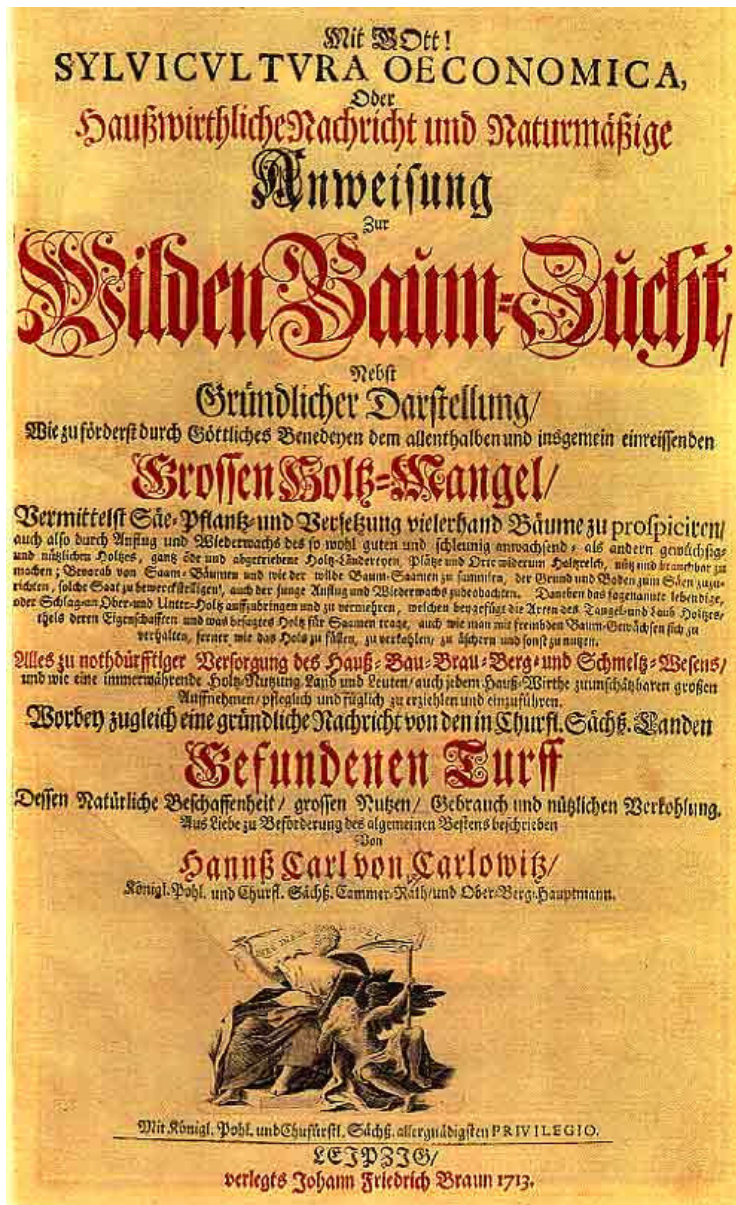 Mit GOtt!
SYLVICVLTVRA OECONOMICA,
Oder
Haußwirthliche Nachricht und Naturmäßige
Anweisung
Zur
Wilden Baum-Zucht,
Nebst
Gründlicher Darstellung/
Wie zu förderst durch Göttliches Benedeyen dem allenthalben und insgemein einreissenden
Grossen Holtz-Mangel/
Vermittelst Säe-Pflantz- und Versetzung vielerhand Bäume zu prospiciren/
auch also durch Anflug und Wiederwachs des so wohl guten und schleunig anwachsend- als andern gewüchsig-
und nützlichen Holtzes, gantz öde und abgetriebene Holtz-Ländereyen, Plätze und Orte widerum Holtzreich, nütz und brauchbar zu
machen; Bevorab von Saam-Bäumen und wie der wilde Baum-Saamen zu sammlen, der Grund und Boden zum Säen zuzu-
richten, solche Saat zu bewerckstelligen, auch der junge Anflug und Wiederwachs zubeobachten. Daneben das sogenannte lebendige,
oder Schlag-an Ober-und Unter-Holtz auffzubringen und zu vermehren, welchen beygefügt die Arten des Tangel-und Laub Holtzes/
theils deren Eigenschafften und was besagtes Holtz für Saamen trage, auch wie man mit frembden Baum-Gewächsen sich zu
verhalten, ferner wie das Holtz zu fällen, zu verkohlen, zu äschern und sonst zu nutzen.
Alles zu nothdürfftiger Versorgung des Hauß-Bau-Brau-Berg-und Schmeltz-Wesens/
und wie eine immerwährende Holtz-Nutzung Land und Leuten/ auch jedem Hauß-Wirthe zu unschätzbaren großen
Auffnehmen/ pfleglich und füglich zu erziehlen und einzuführen.
Worbey zugleich eine gründliche Nachricht von den in Churfl. Sächß. Landen
Gefundenen Turff
Dessen Natürliche Beschaffenheit/ grossen Nutzen/ Gebrauch und nützlichen Verkohlung.
Aus Liebe zu Beförderung des algemeinen Bestens beschrieben
Von
Hannß Carl von Carlowitz/
Königl. Pohl. und Churfl. Sächß. Cammer-Rath/ und Ober-Berg-Hauptmann.
Mit Königl. Pohl. und Chufürstl. Sächß. allergnädigsten PRIVILEGIO.
LEIPZIG/
verlegts Johann Friedrich Braun 1713.